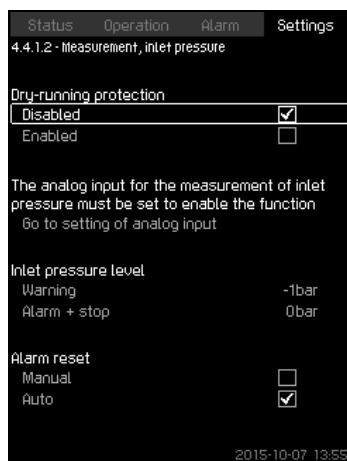 Status Operation Alarm Settings
4.4.1.2 - Measurement, inlet pressure
Dry-running protection
Disabled
Enabled
The analog input for the measurement of inlet
pressure must be set to enable the function
Go to setting of analog input
Inlet pressure level
Warning -1bar
Alarm + stop 0bar
Alarm reset
Manual
Auto
2015-10-07 13:55